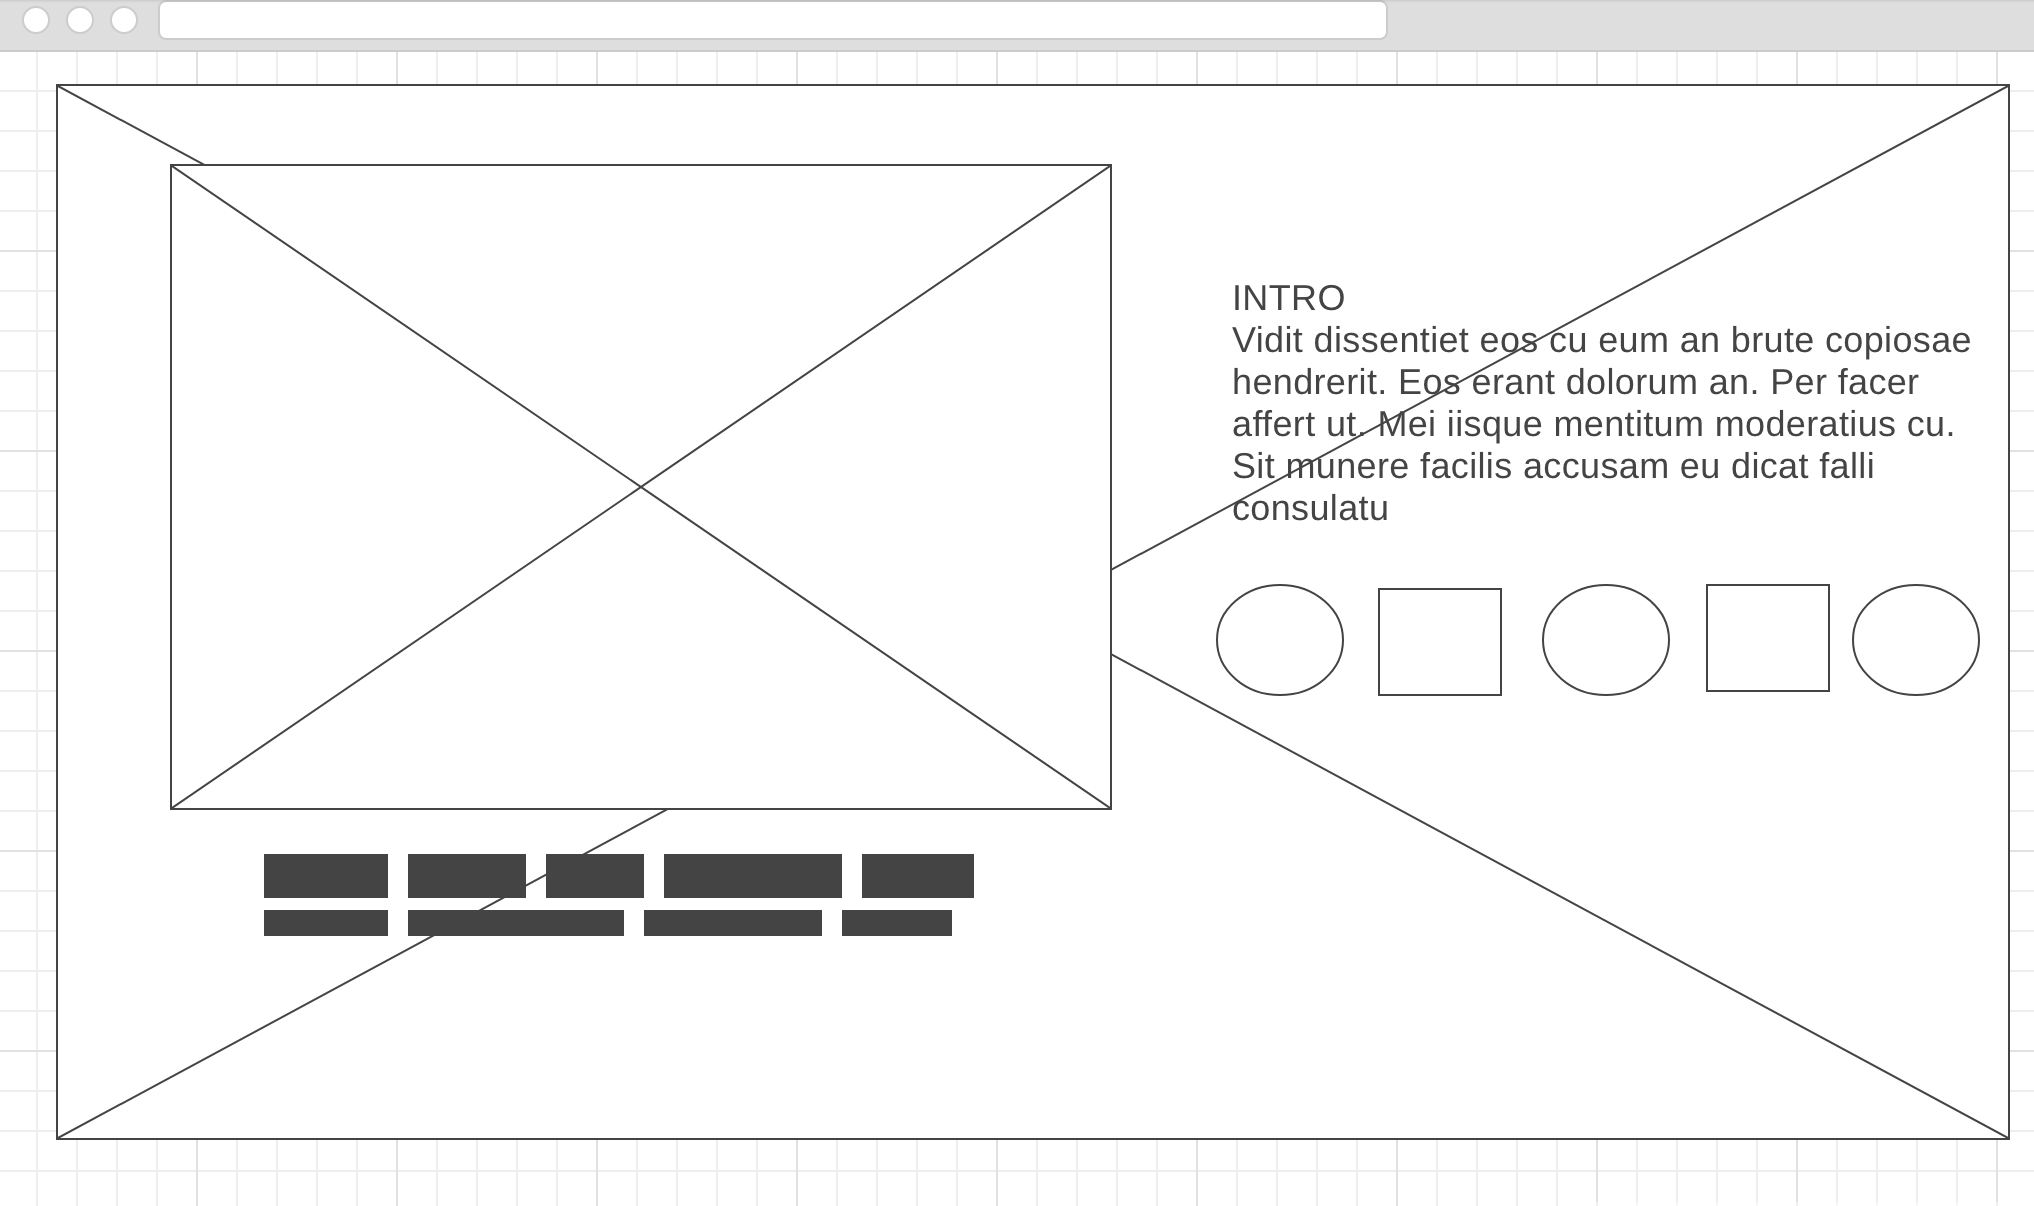 INTRO
Vidit dissentiet eos cu eum an brute copiosae
hendrerit. Eos erant dolorum an. Per facer
affert ut. Mei iisque mentitum moderatius cu.
Sit munere facilis accusam eu dicat falli
consulatu